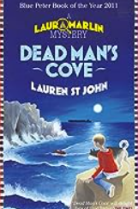 Blue Peter Book of the Year 2011
A
LAURA MARLIN
MYSTERY
DEAD MAN'S
COVE
LAUREN ST JOHN